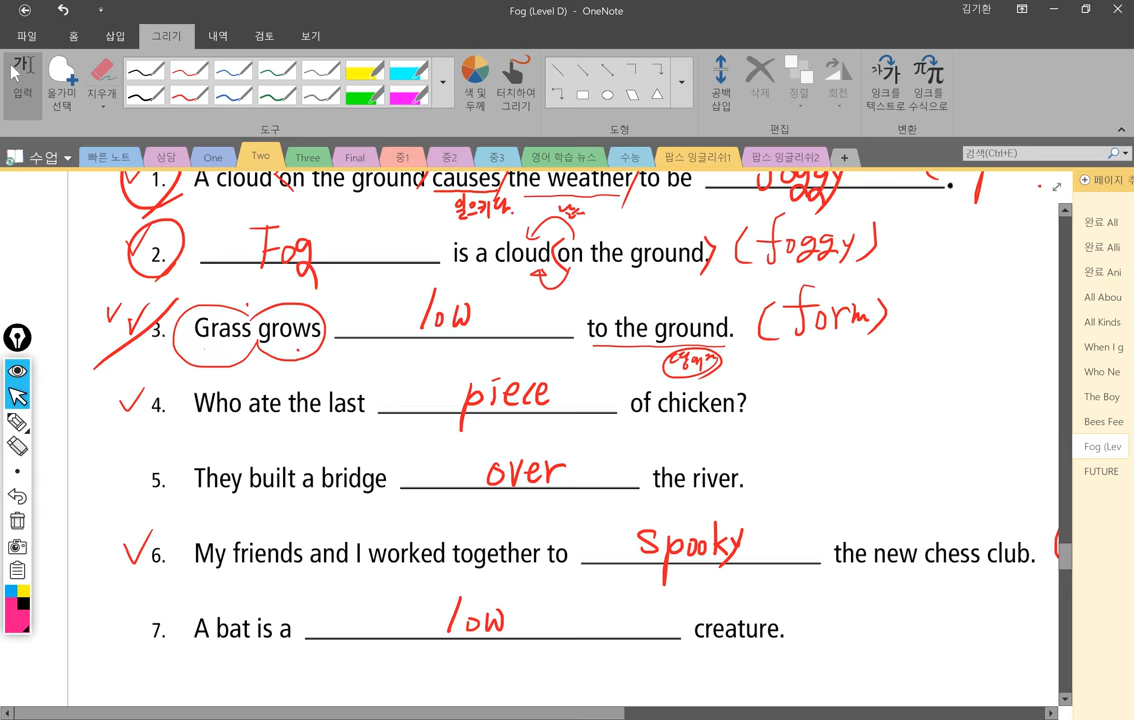 Fog (Level D) - OneNote
김기환
파일 홈 삽입 그리기 내역 검토 보기
가
입력
올가미 선택
지우개
색 및 두께
터치하여 그리기
공백 삽입
삭제
정렬
회전
잉크를 텍스트로
잉크를 수식으로
도구
도형
편집
변환
수업 빠른 노트 상담 One Two Three Final 중1 중2 중3 영어 학습 뉴스 수능 팝스 잉글리쉬1 팝스 잉글리쉬2
검색(Ctrl+E)
페이지 추
1. A cloud on the ground causes the weather to be foggy.
일으키다.
2. Fog is a cloud on the ground. (foggy)
3. Grass grows low to the ground. (form)
4. Who ate the last piece of chicken?
5. They built a bridge over the river.
6. My friends and I worked together to spooky the new chess club.
7. A bat is a low creature.
완료 All
완료 Alli
완료 Ani
All Abou
All Kinds
When I g
Who Ne
The Boy
Bees Fee
Fog (Lev
FUTURE